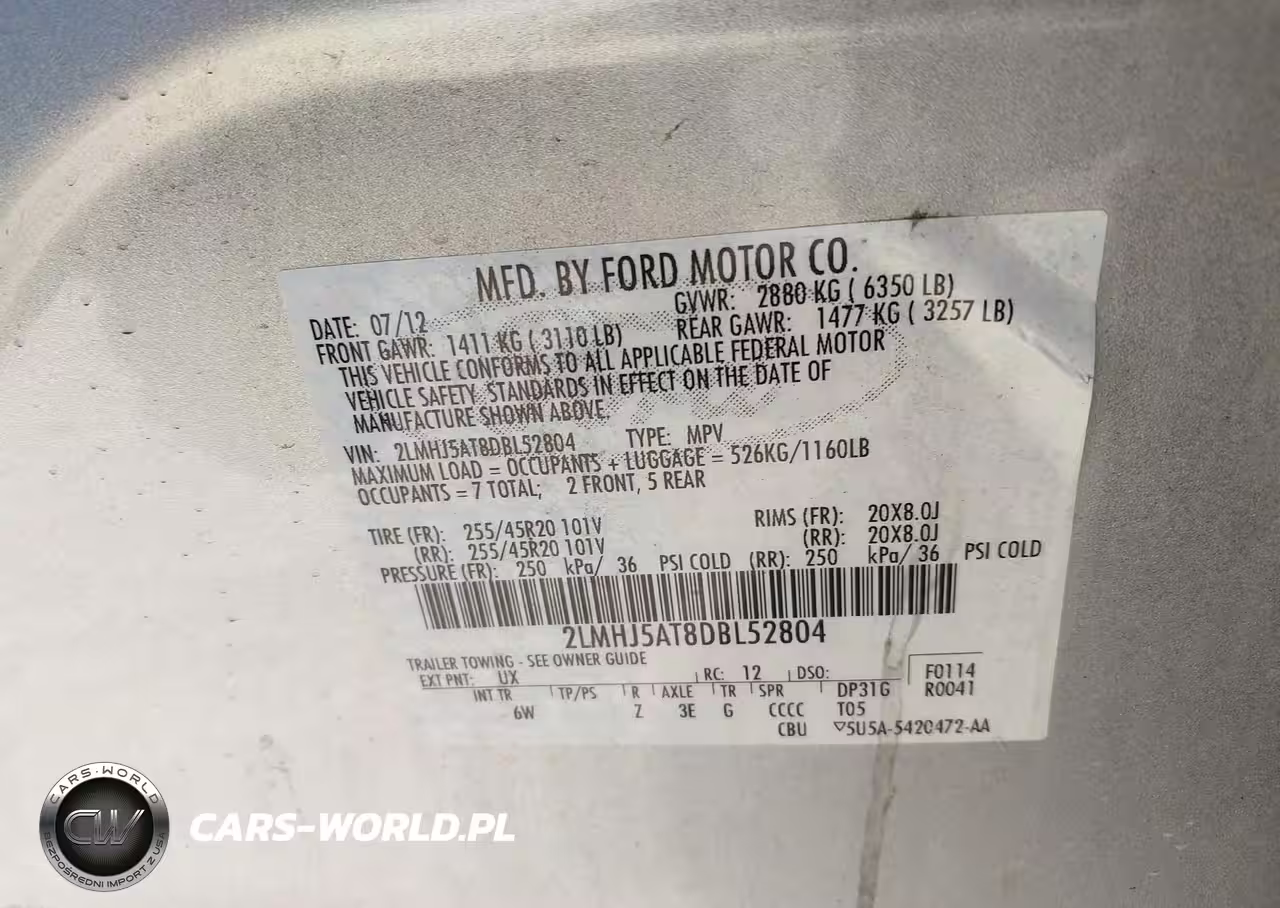 MFD. BY FORD MOTOR CO.
DATE: 07/12 GVWR: 2880 KG ( 6350 LB)
FRONT GAWR: 1411 KG ( 3110 LB) REAR GAWR: 1477 KG ( 3257 LB)
THIS VEHICLE CONFORMS TO ALL APPLICABLE FEDERAL MOTOR
VEHICLE SAFETY STANDARDS IN EFFECT ON THE DATE OF
MANUFACTURE SHOWN ABOVE.
VIN: 2LMHJ5AT8DBL52804 TYPE: MPV
MAXIMUM LOAD = OCCUPANTS + LUGGAGE = 526KG/1160LB
OCCUPANTS = 7 TOTAL; 2 FRONT, 5 REAR
TIRE (FR): 255/45R20 101V RIMS (FR): 20X8.0J
(RR): 255/45R20 101V (RR): 20X8.0J
PRESSURE (FR): 250 kPa/ 36 PSI COLD (RR): 250 kPa/ 36 PSI COLD
2LMHJ5AT8DBL52804
TRAILER TOWING - SEE OWNER GUIDE
EXT PNT: UX RC: 12 DSO: F0114
INT TR TP/PS R AXLE TR SPR DP31G R0041
6W Z 3E G CCCC T05
CBU ▽5U5A-5420472-AA
CARS-WORLD
CW
BEZPOŚREDNI IMPORT Z USA
CARS-WORLD.PL